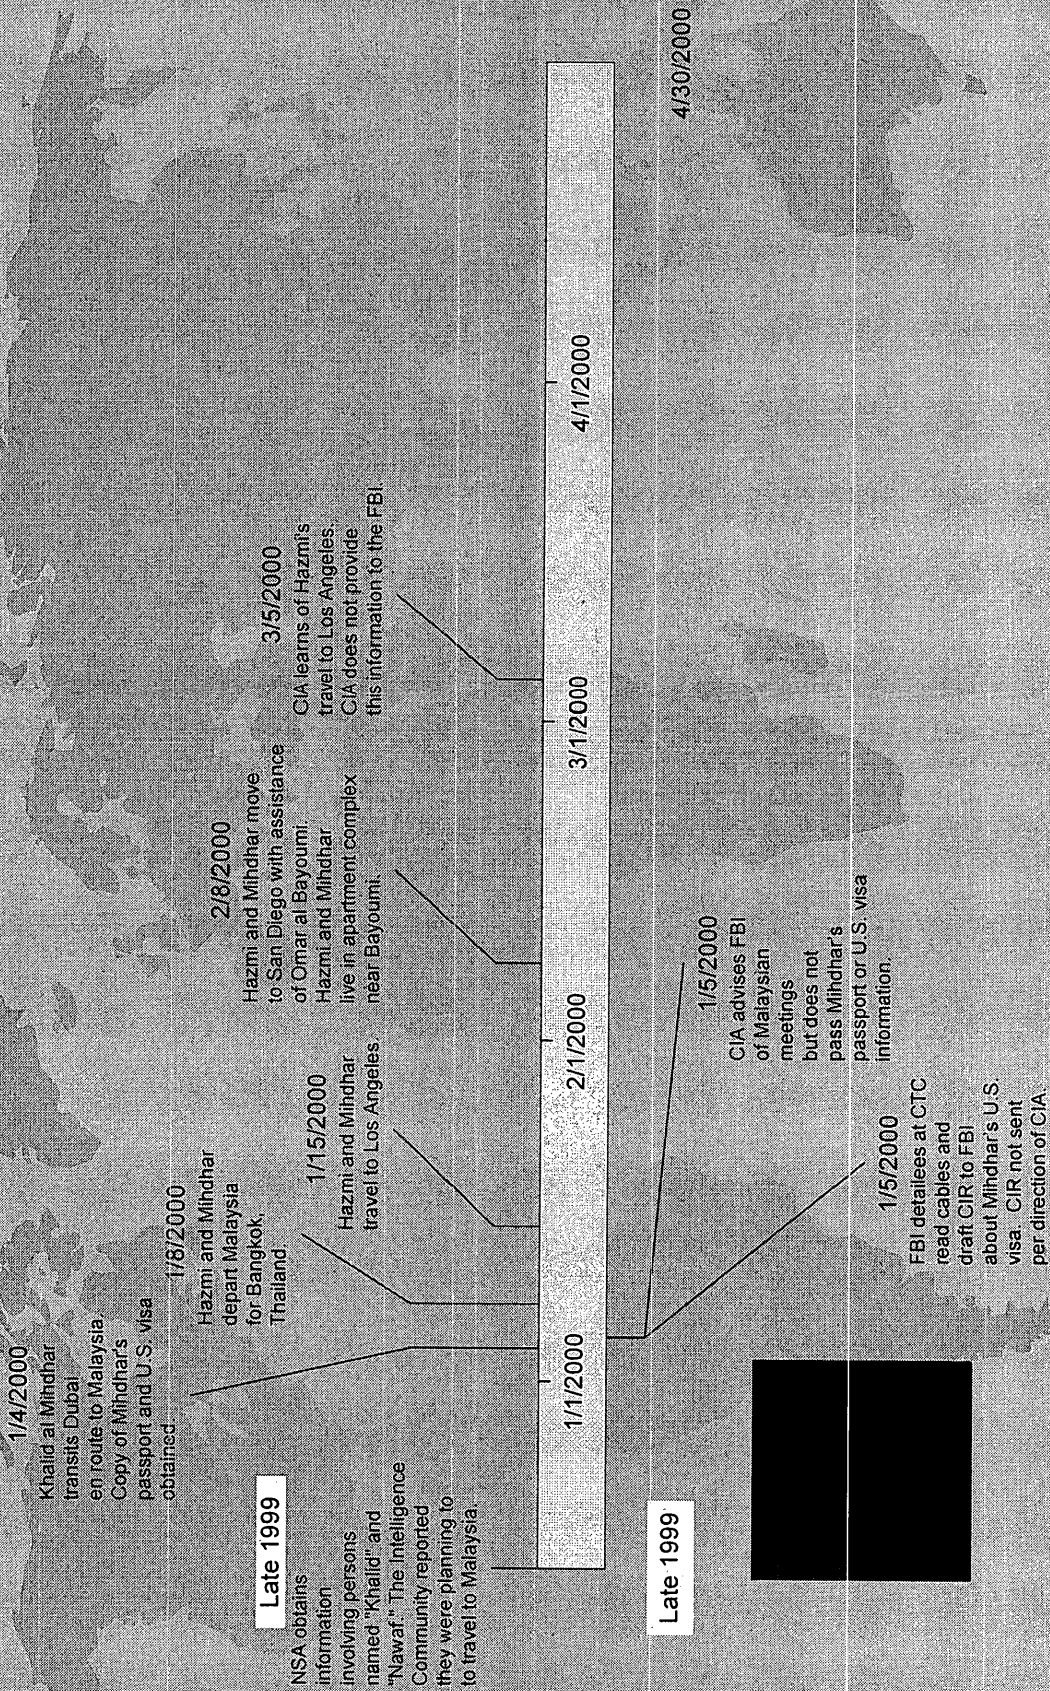 Late 1999
NSA obtains
information
involving persons
named "Khalid" and
"Nawaf." The Intelligence
Community reported
they were planning to
to travel to Malaysia.
1/4/2000
Khalid al Mihdhar
transits Dubai
en route to Malaysia.
Copy of Mihdhar's
passport and U.S. visa
obtained
1/8/2000
Hazmi and Mihdhar
depart Malaysia
for Bangkok,
Thailand.
1/15/2000
Hazmi and Mihdhar
travel to Los Angeles
2/8/2000
Hazmi and Mihdhar move
to San Diego with assistance
of Omar al Bayoumi.
Hazmi and Mihdhar
live in apartment complex
near Bayoumi.
3/5/2000
CIA learns of Hazmi's
travel to Los Angeles.
CIA does not provide
this information to the FBI.
1/1/2000
2/1/2000
3/1/2000
4/1/2000
4/30/2000
Late 1999
1/5/2000
FBI detailees at CTC
read cables and
draft CIR to FBI
about Mihdhar's U.S.
visa. CIR not sent
per direction of CIA.
1/5/2000
CIA advises FBI
of Malaysian
meetings
but does not
pass Mihdhar's
passport or U.S. visa
information.